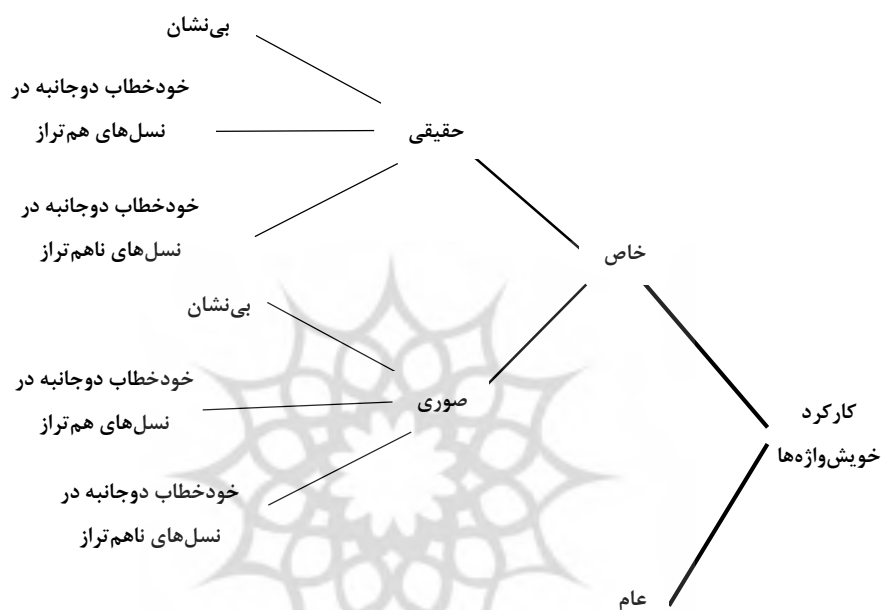 بی‌نشان
خودخطاب دوجانبه در
نسل‌های هم‌تراز
حقیقی
خودخطاب دوجانبه در
نسل‌های ناهم‌تراز
خاص
بی‌نشان
خودخطاب دوجانبه در
نسل‌های هم‌تراز
صوری
کارکرد
خویش‌واژه‌ها
خودخطاب دوجانبه در
نسل‌های ناهم‌تراز
عام